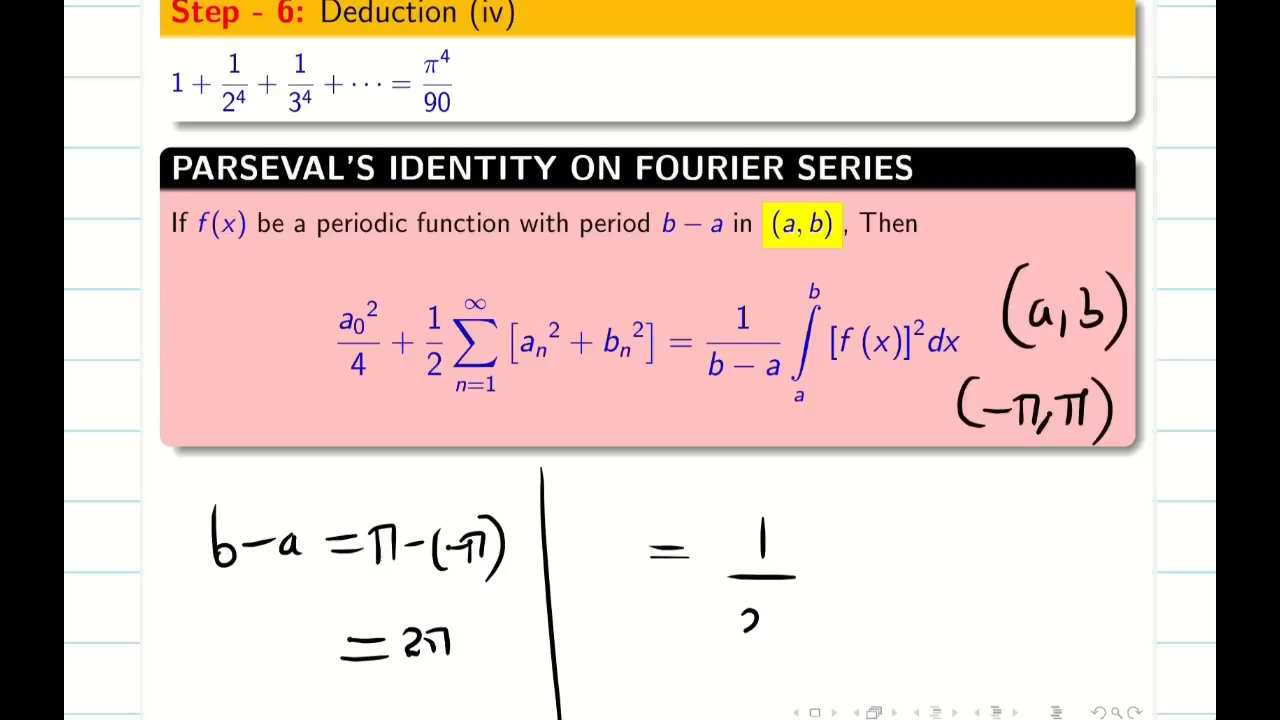 Step - 6: Deduction (iv)
1 + 1/2⁴ + 1/3⁴ + ··· = π⁴/90
PARSEVAL'S IDENTITY ON FOURIER SERIES
If f(x) be a periodic function with period b − a in (a, b) , Then
a₀²/4 + 1/2 ∑_{n=1}^{∞} [aₙ² + bₙ²] = 1/(b − a) ∫_a^b [f (x)]² dx
(a, b)
(−π, π)
b − a = π − (−π)
= 2π
= 1/2